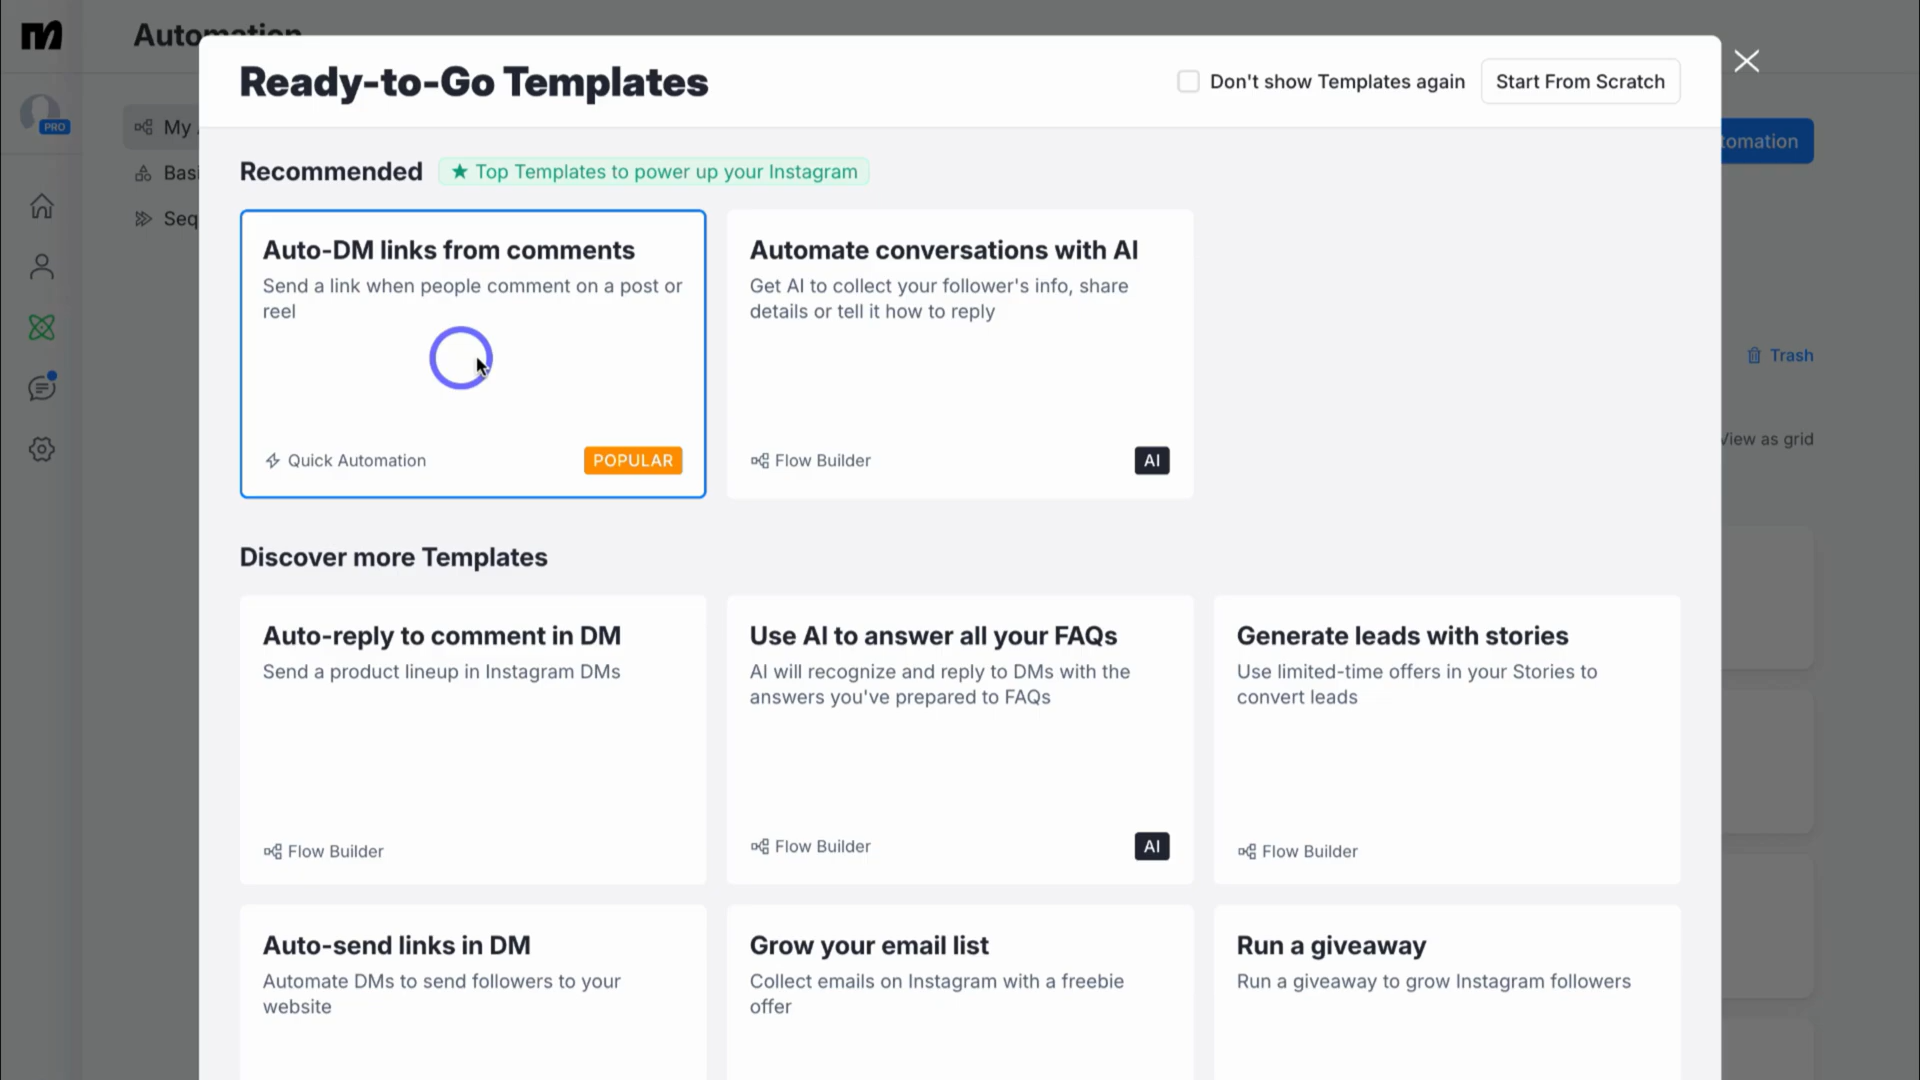 Automation
Ready-to-Go Templates
Don't show Templates again
Start From Scratch
PRO
My
Basi
Seq
tomation
Recommended
Top Templates to power up your Instagram
Auto-DM links from comments
Send a link when people comment on a post or
reel
Quick Automation
POPULAR
Automate conversations with AI
Get AI to collect your follower's info, share
details or tell it how to reply
Flow Builder
AI
Trash
View as grid
Discover more Templates
Auto-reply to comment in DM
Send a product lineup in Instagram DMs
Flow Builder
Use AI to answer all your FAQs
AI will recognize and reply to DMs with the
answers you've prepared to FAQs
Flow Builder
AI
Generate leads with stories
Use limited-time offers in your Stories to
convert leads
Flow Builder
Auto-send links in DM
Automate DMs to send followers to your
website
Grow your email list
Collect emails on Instagram with a freebie
offer
Run a giveaway
Run a giveaway to grow Instagram followers